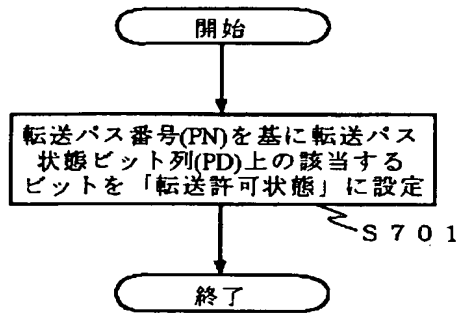 開始
転送パス番号(PN)を基に転送パス
状態ビット列(PD)上の該当する
ビットを「転送許可状態」に設定
S701
終了